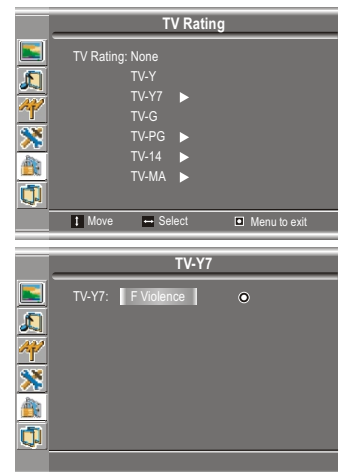 TV Rating
TV Rating: None
TV-Y
TV-Y7
TV-G
TV-PG
TV-14
TV-MA
Move Select Menu to exit
TV-Y7
TV-Y7: F Violence